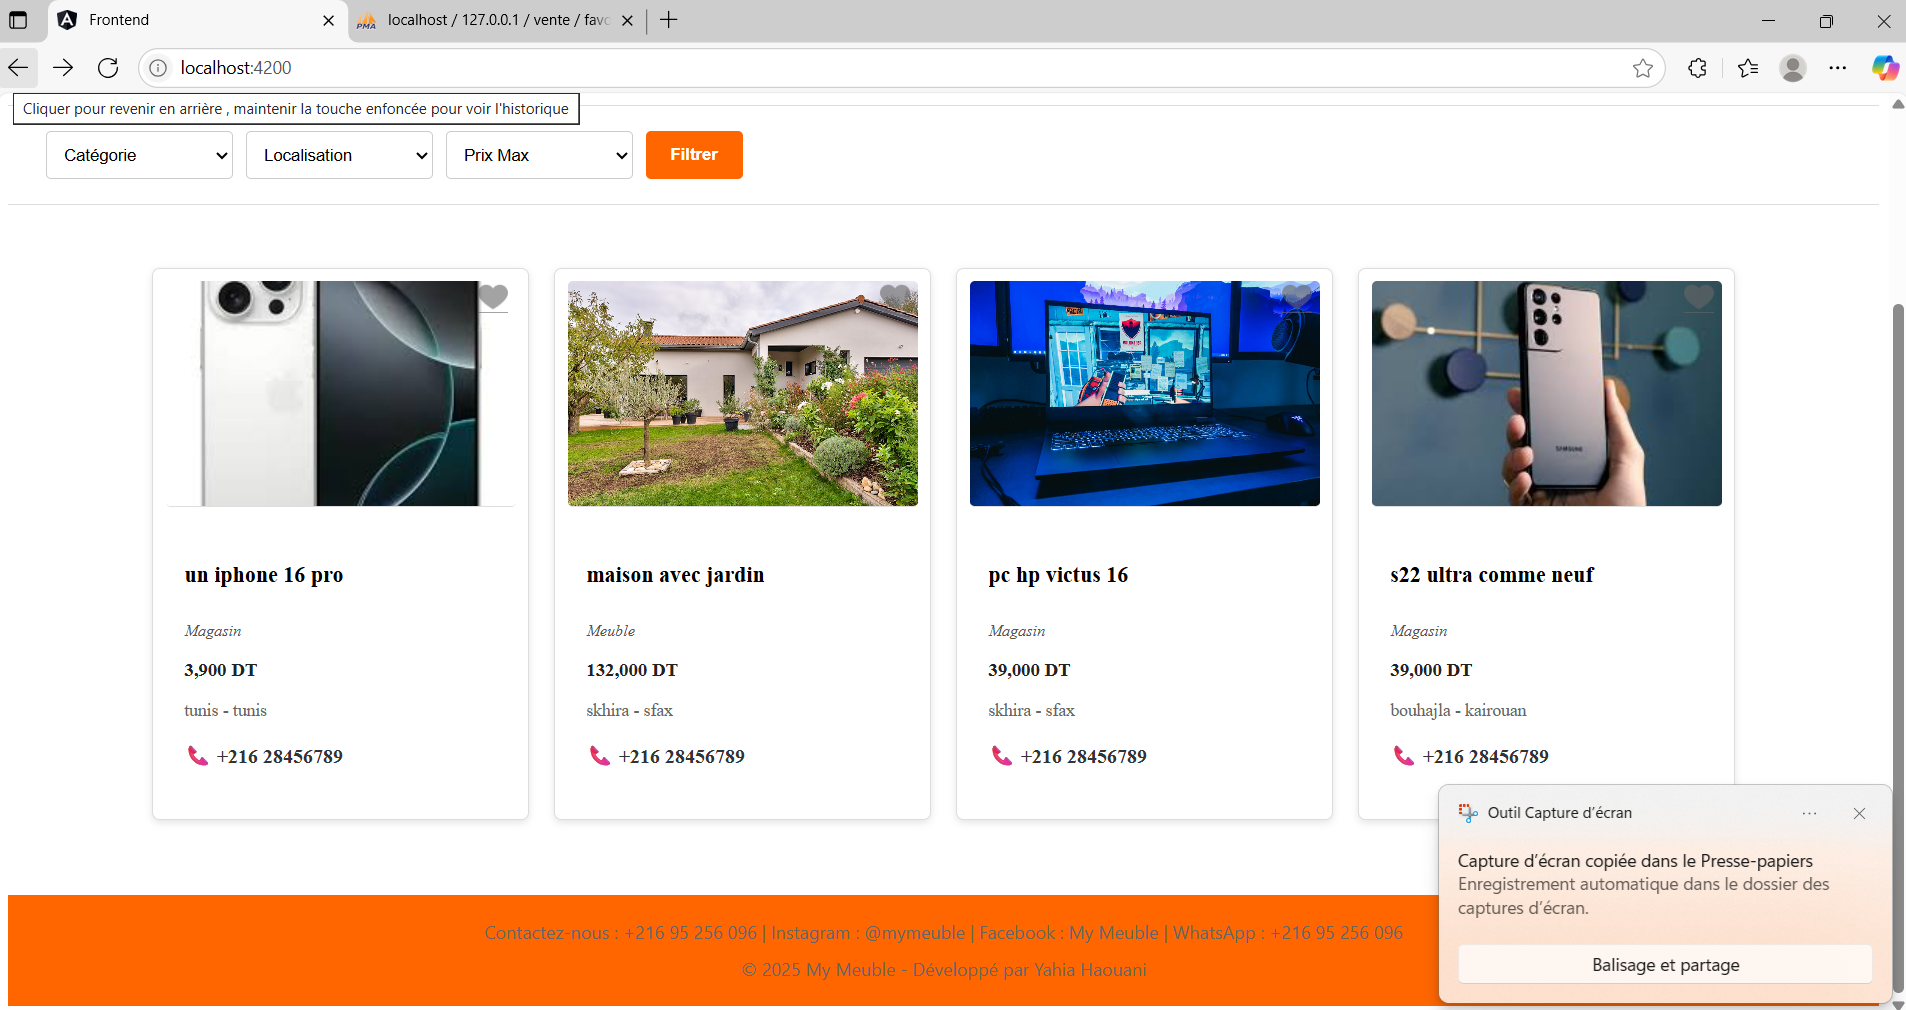 Frontend
localhost / 127.0.0.1 / vente / favo
localhost:4200
Cliquer pour revenir en arrière , maintenir la touche enfoncée pour voir l'historique
Catégorie
Localisation
Prix Max
Filtrer
un iphone 16 pro
Magasin
3,900 DT
tunis - tunis
+216 28456789
maison avec jardin
Meuble
132,000 DT
skhira - sfax
+216 28456789
pc hp victus 16
Magasin
39,000 DT
skhira - sfax
+216 28456789
SAMSUNG
s22 ultra comme neuf
Magasin
39,000 DT
bouhajla - kairouan
+216 28456789
Outil Capture d'écran
Capture d'écran copiée dans le Presse-papiers
Enregistrement automatique dans le dossier des
captures d'écran.
Balisage et partage
Contactez-nous : +216 95 256 096 | Instagram : @mymeuble | Facebook : My Meuble | WhatsApp : +216 95 256 096
© 2025 My Meuble - Développé par Yahia Haouani